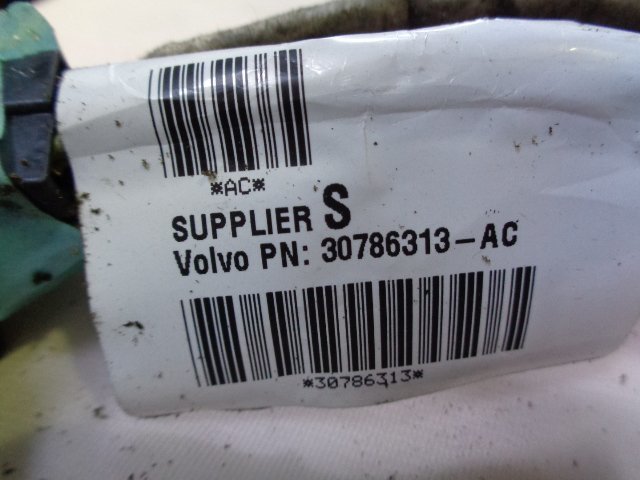 *AC*
SUPPLIER S
Volvo PN: 30786313-AC
*30786313*